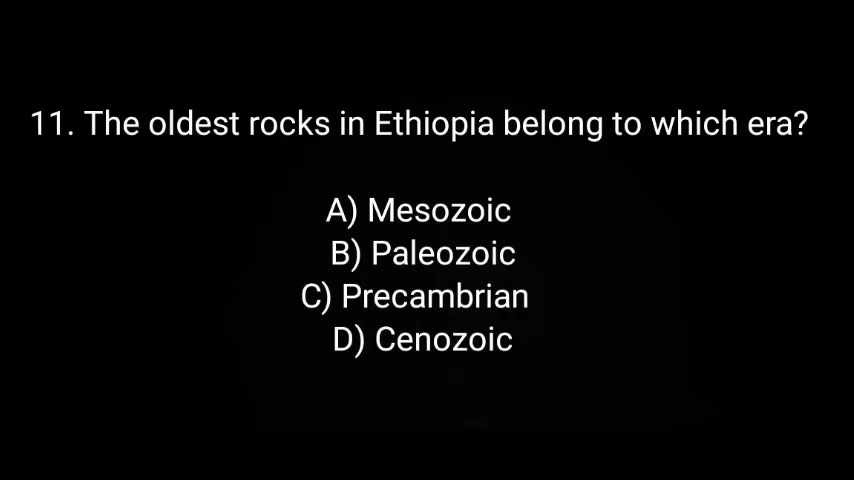 11. The oldest rocks in Ethiopia belong to which era?
A) Mesozoic
B) Paleozoic
C) Precambrian
D) Cenozoic